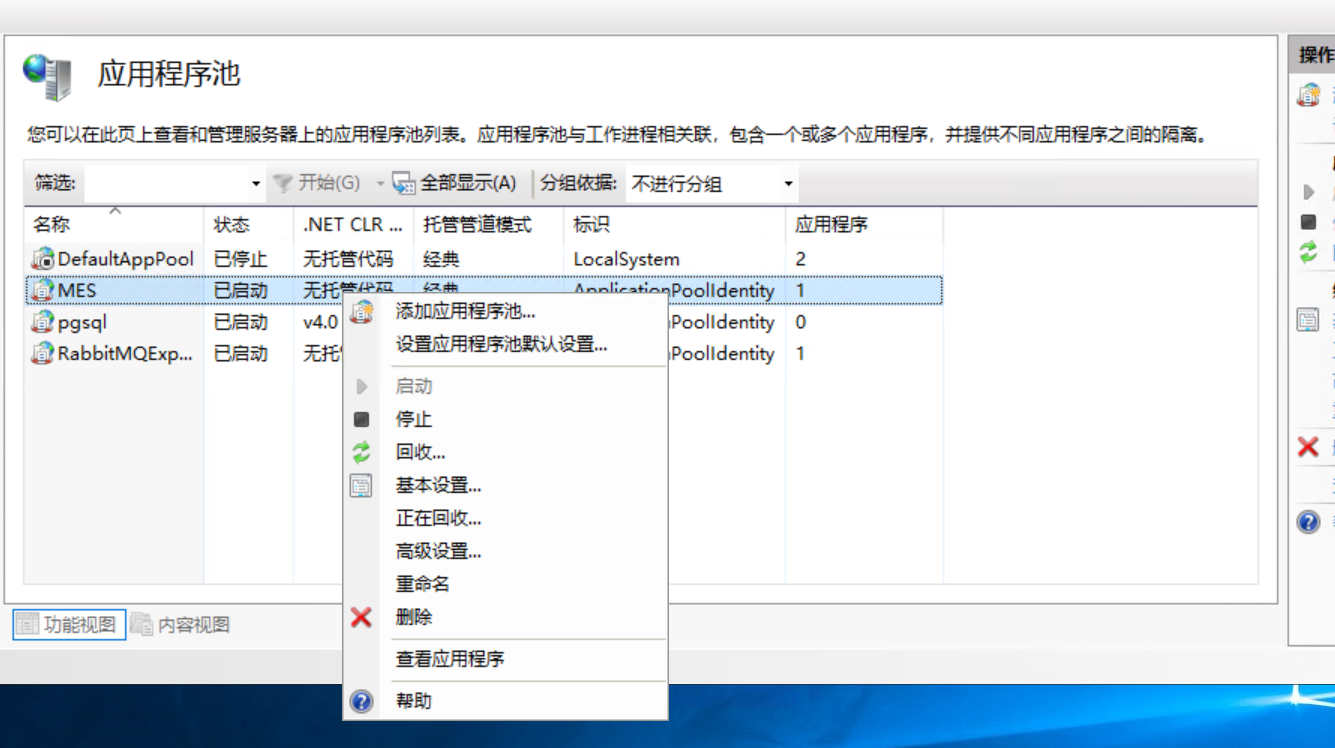 操作
应用程序池
您可以在此页上查看和管理服务器上的应用程序池列表。应用程序池与工作进程相关联，包含一个或多个应用程序，并提供不同应用程序之间的隔离。
筛选: 开始(G) 全部显示(A) 分组依据: 不进行分组
名称 状态 .NET CLR ... 托管管道模式 标识 应用程序
DefaultAppPool 已停止 无托管代码 经典 LocalSystem 2
MES 已启动 无托管代码 经典 ApplicationPoolIdentity 1
pgsql 已启动 v4.0 PoolIdentity 0
RabbitMQExp... 已启动 无托 PoolIdentity 1
添加应用程序池...
设置应用程序池默认设置...
启动
停止
回收...
基本设置...
正在回收...
高级设置...
重命名
删除
查看应用程序
帮助
功能视图 内容视图